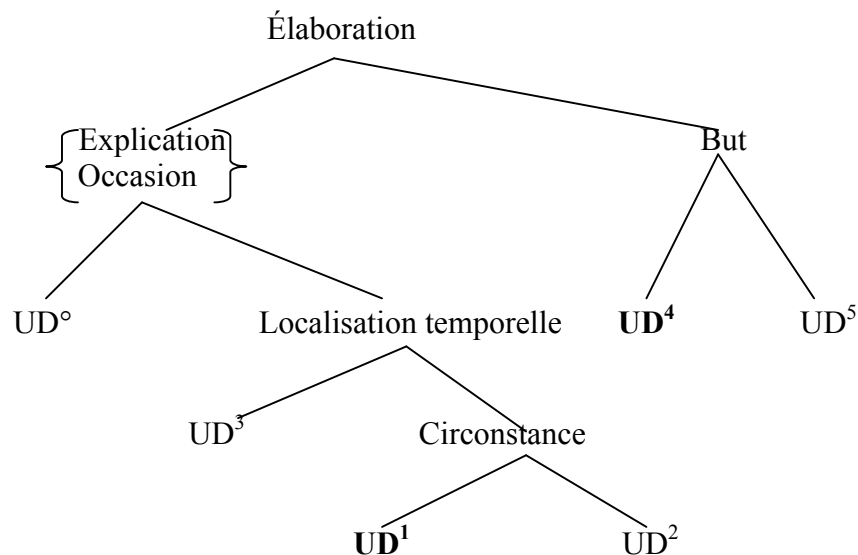 Élaboration
Explication
Occasion
But
UD°
Localisation temporelle
UD⁴
UD⁵
UD³
Circonstance
UD¹
UD²